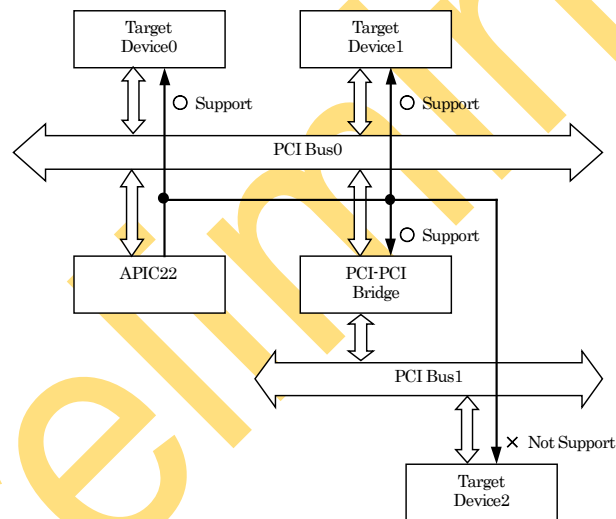 Target
Device0
Target
Device1
Support
Support
PCI Bus0
Support
APIC22
PCI-PCI
Bridge
PCI Bus1
× Not Support
Target
Device2